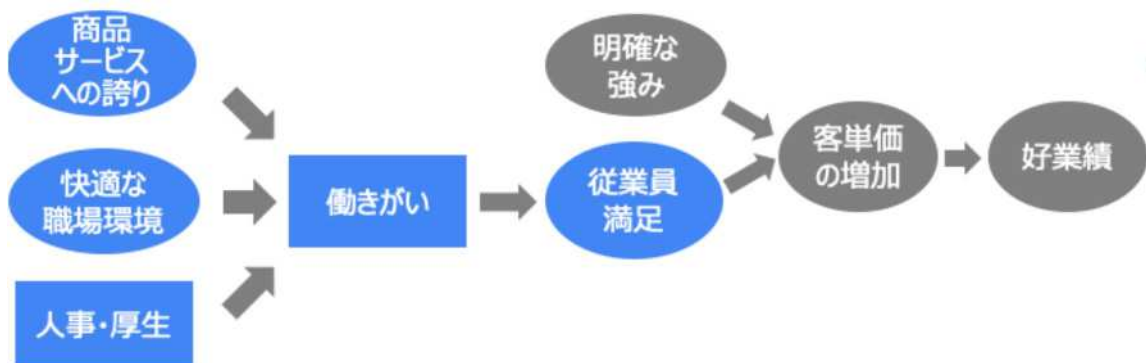 商品
サービス
への誇り
快適な
職場環境
人事・厚生
働きがい
明確な
強み
従業員
満足
客単価
の増加
好業績